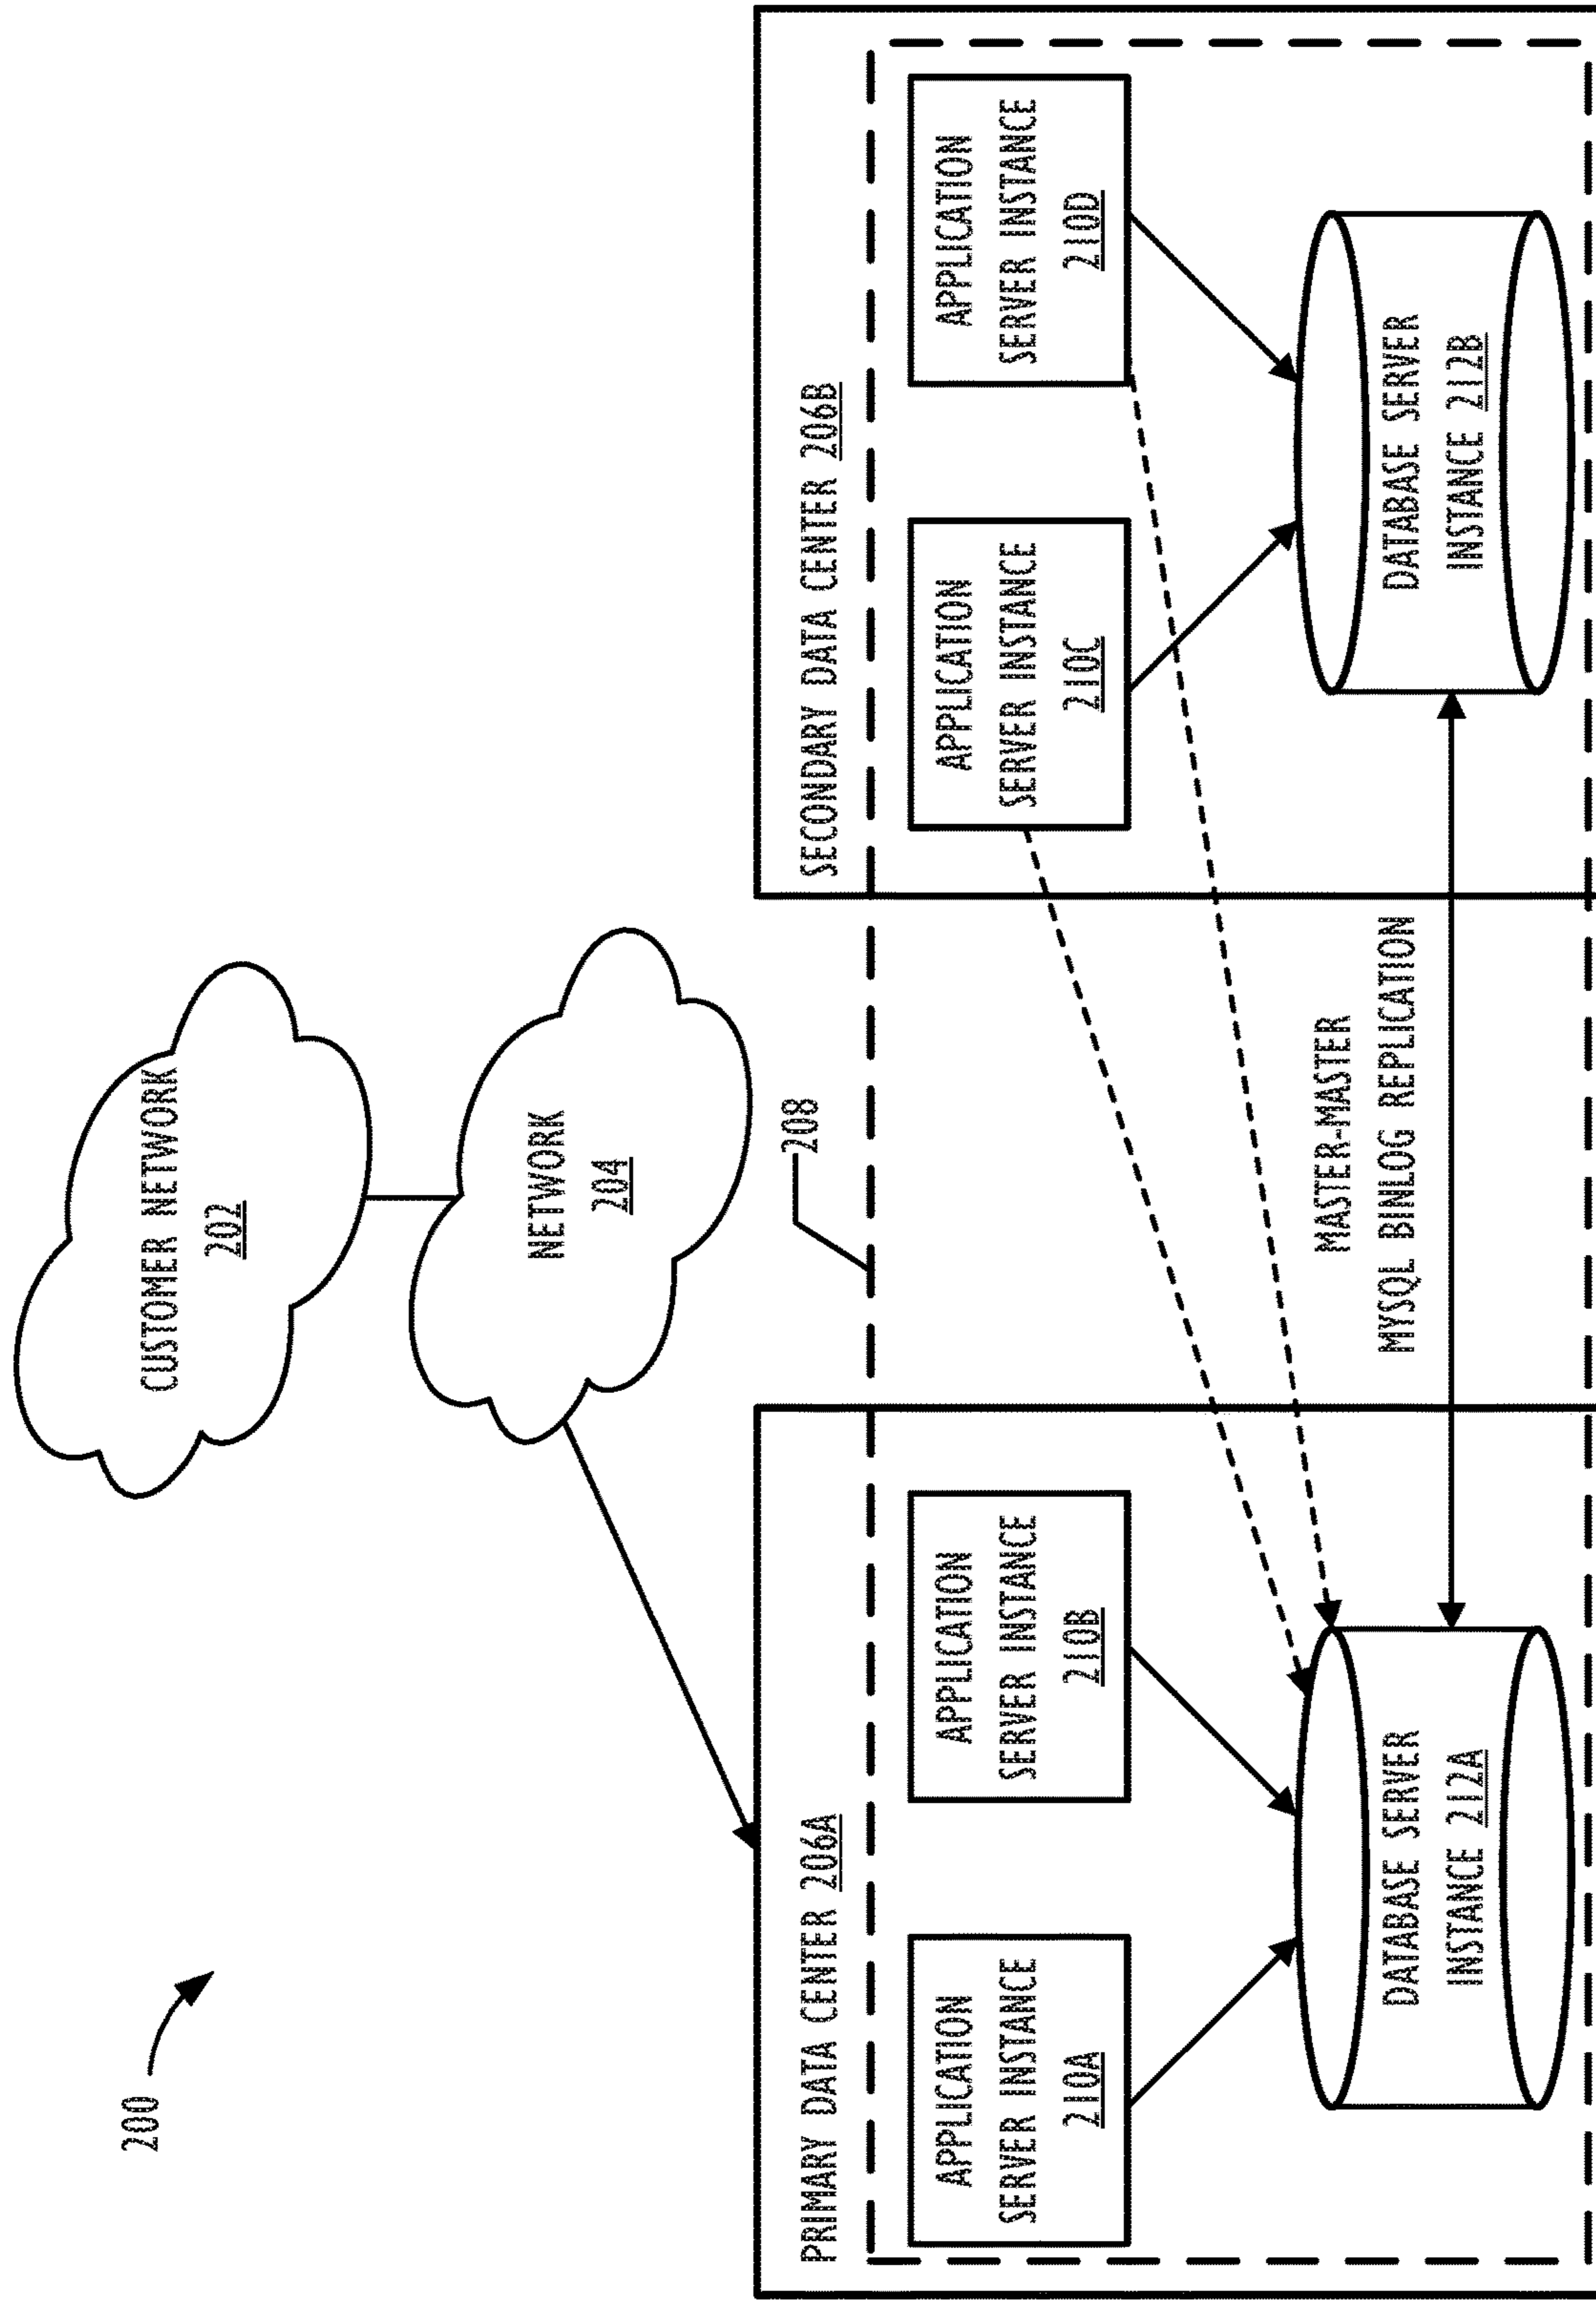 200
CUSTOMER NETWORK
202
NETWORK
204
208
PRIMARY DATA CENTER 206A
APPLICATION
SERVER INSTANCE
210A
APPLICATION
SERVER INSTANCE
210B
DATABASE SERVER
INSTANCE 212A
MASTER-MASTER
MYSQL BINLOG REPLICATION
SECONDARY DATA CENTER 206B
APPLICATION
SERVER INSTANCE
210C
APPLICATION
SERVER INSTANCE
210D
DATABASE SERVER
INSTANCE 212B